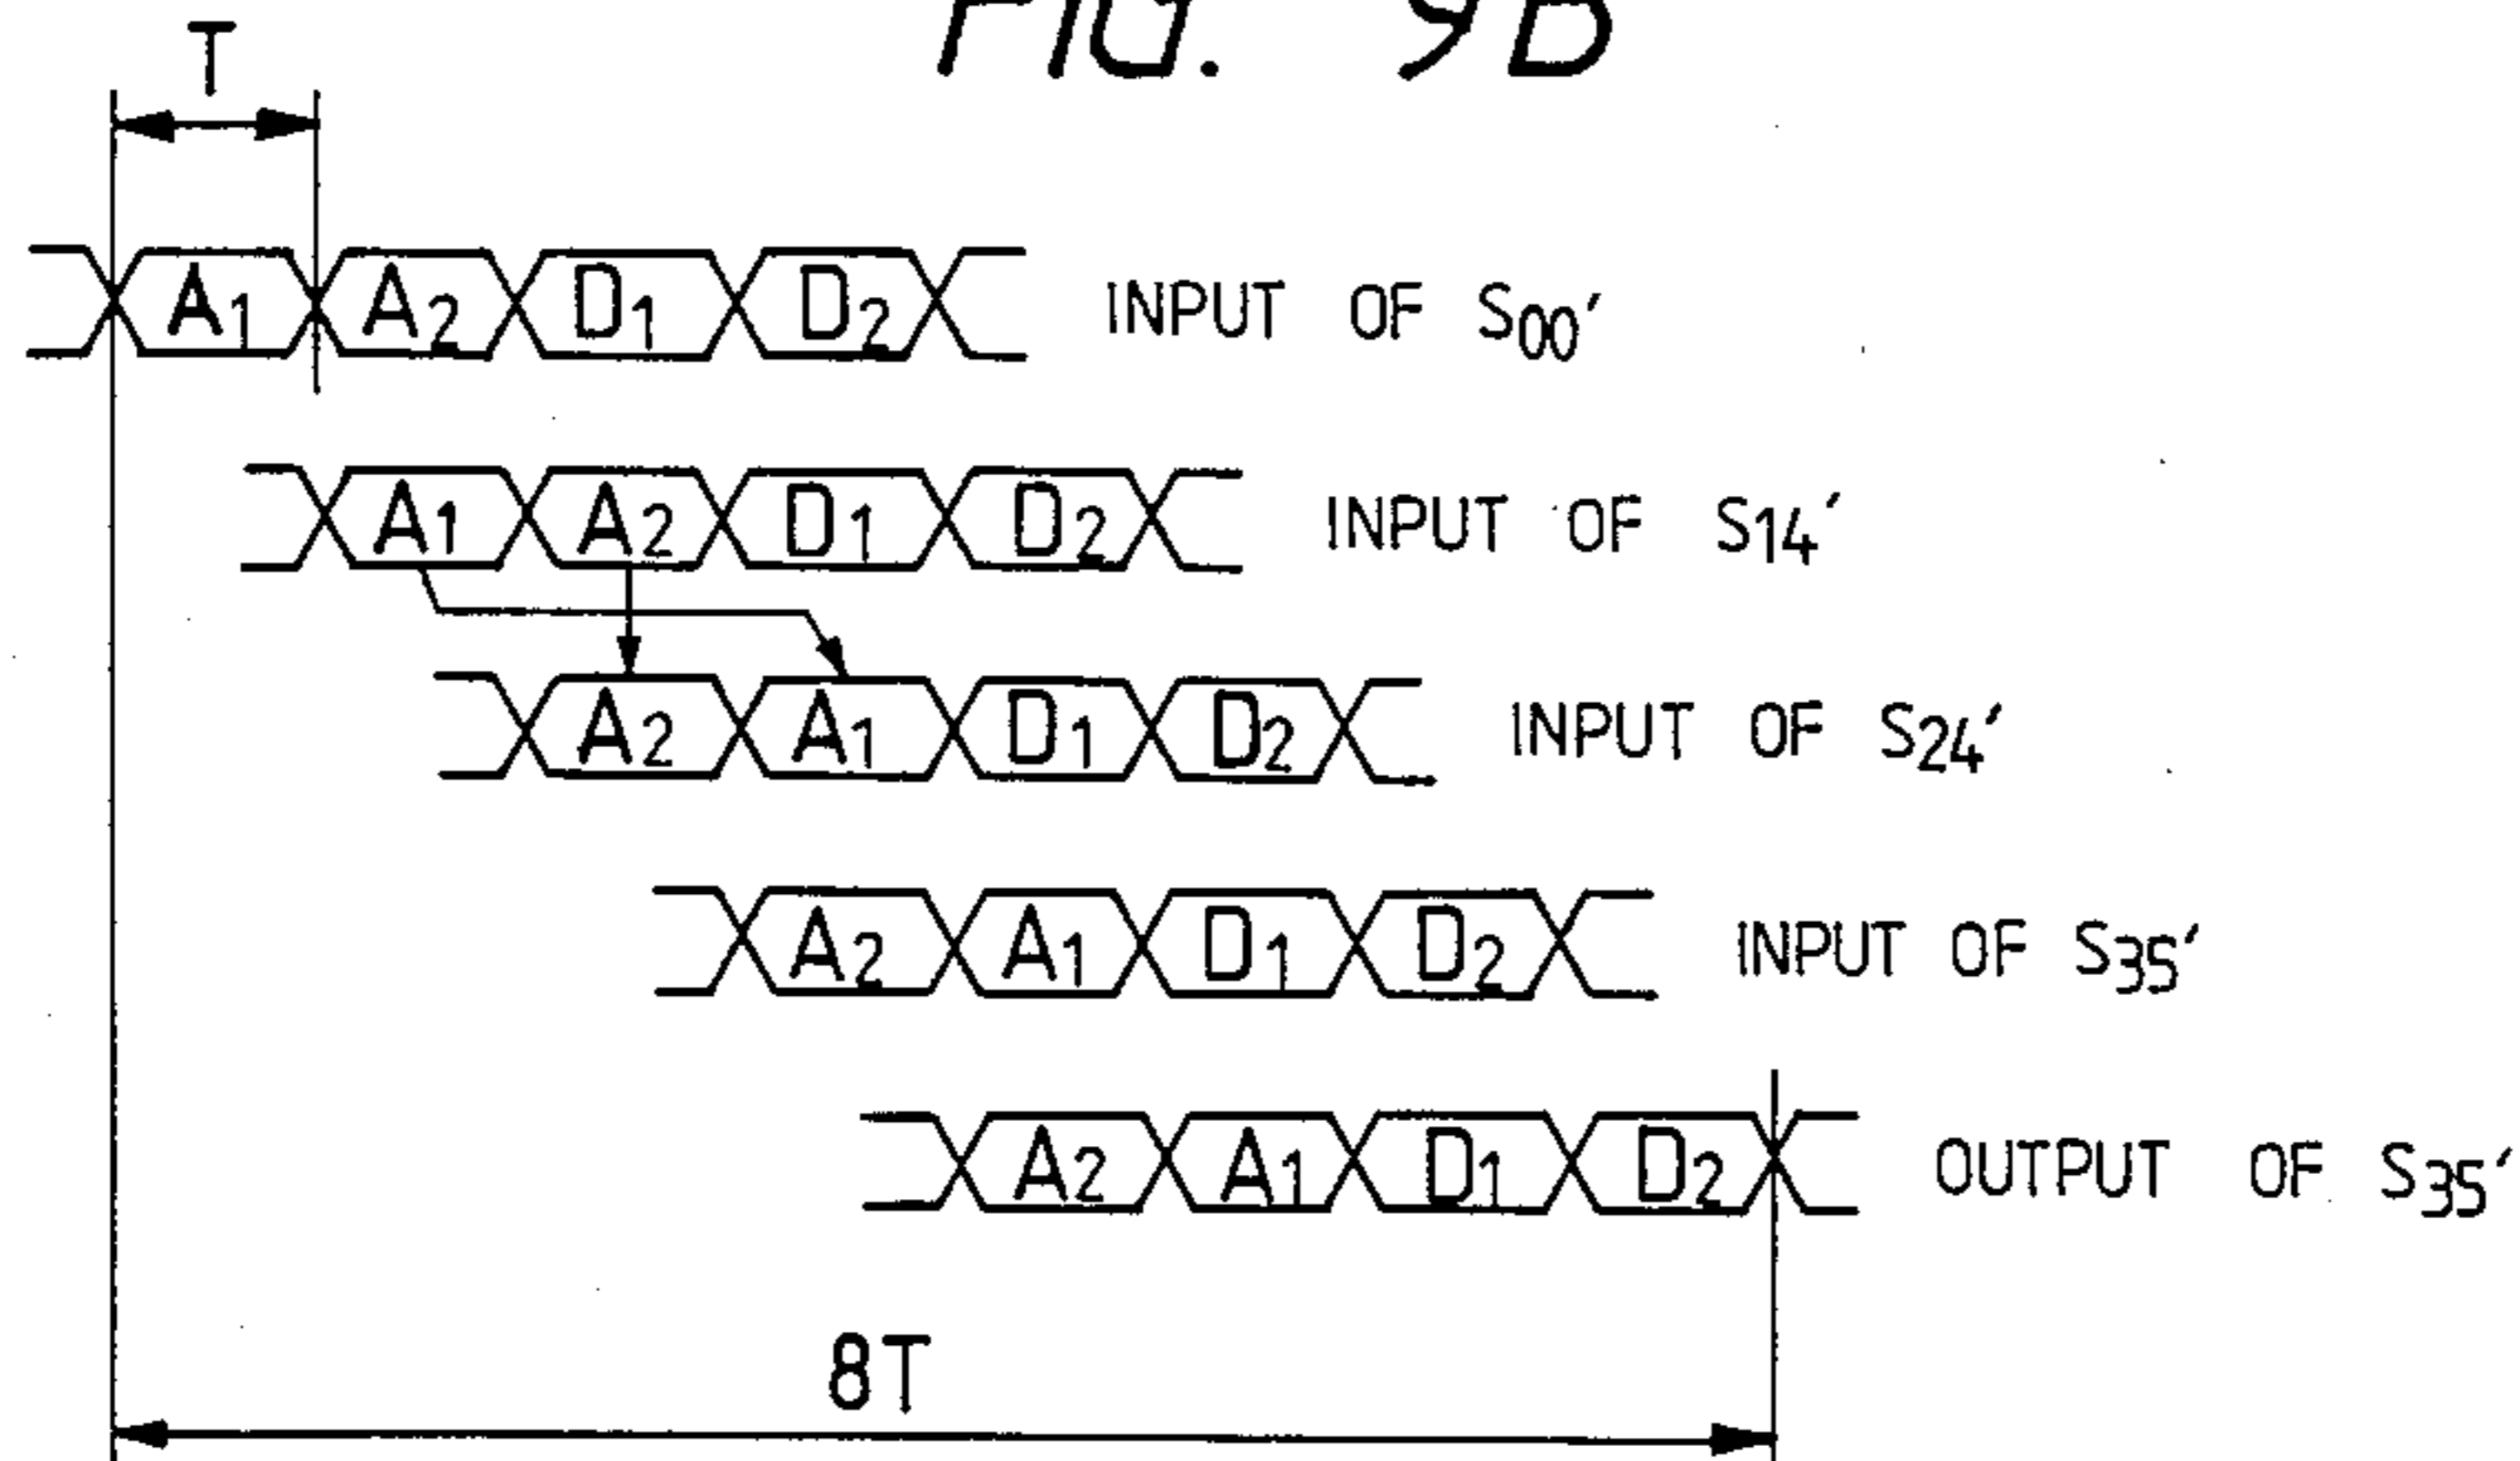 FIG. 9B
T
A1 A2 D1 D2 INPUT OF S00'
A1 A2 D1 D2 INPUT OF S14'
A2 A1 D1 D2 INPUT OF S24'
A2 A1 D1 D2 INPUT OF S35'
A2 A1 D1 D2 OUTPUT OF S35'
8T